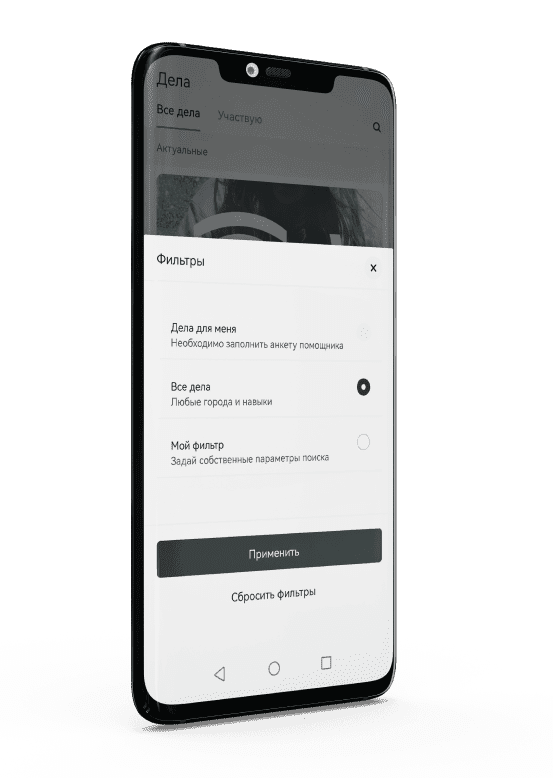 Дела
Все дела
Участвую
Актуальные
Фильтры
Дела для меня
Необходимо заполнить анкету помощника
Все дела
Любые города и навыки
Мой фильтр
Задай собственные параметры поиска
Применить
Сбросить фильтры